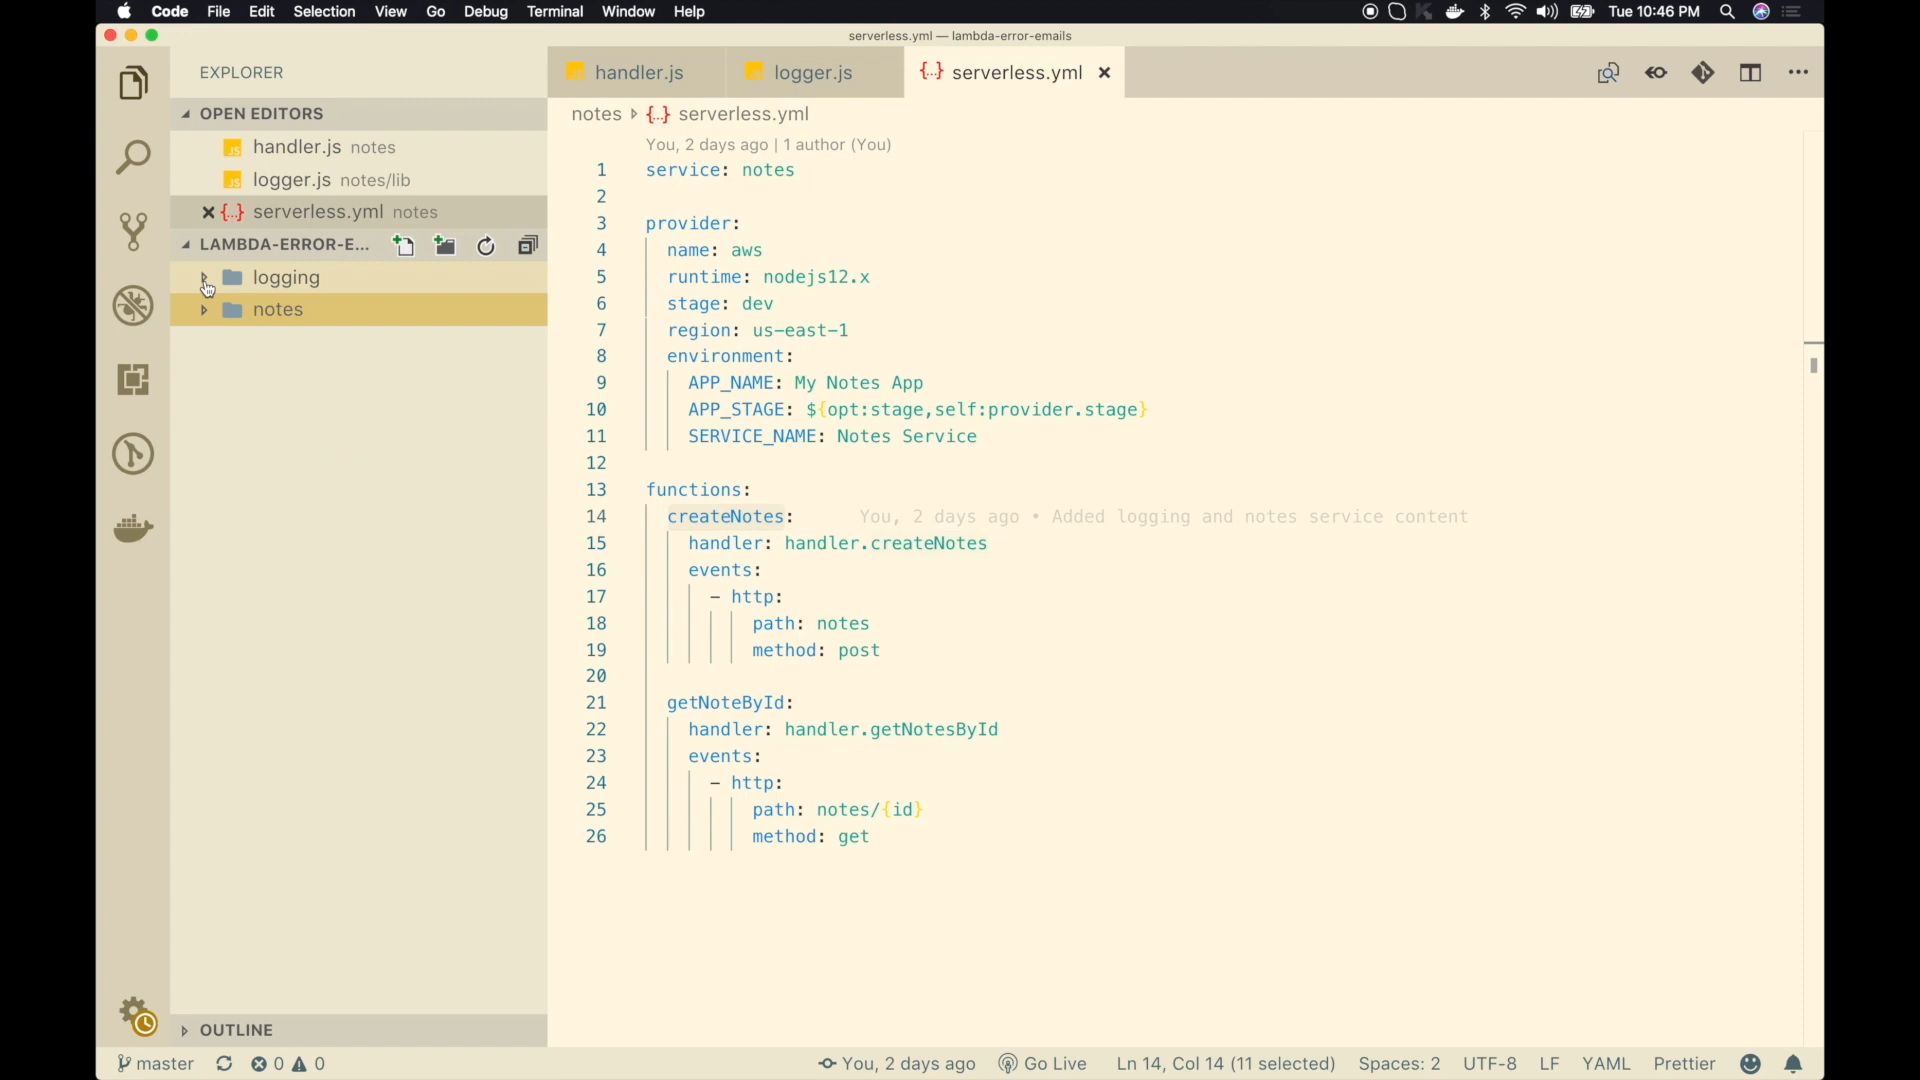 Code File Edit Selection View Go Debug Terminal Window Help Tue 10:46 PM
serverless.yml — lambda-error-emails
EXPLORER
OPEN EDITORS
JS handler.js notes
JS logger.js notes/lib
{..} serverless.yml notes
LAMBDA-ERROR-E...
logging
notes
OUTLINE
JS handler.js JS logger.js {..} serverless.yml
notes {..} serverless.yml
You, 2 days ago | 1 author (You)
1 service: notes
2
3 provider:
4 name: aws
5 runtime: nodejs12.x
6 stage: dev
7 region: us-east-1
8 environment:
9 APP_NAME: My Notes App
10 APP_STAGE: ${opt:stage,self:provider.stage}
11 SERVICE_NAME: Notes Service
12
13 functions:
14 createNotes: You, 2 days ago • Added logging and notes service content
15 handler: handler.createNotes
16 events:
17 - http:
18 path: notes
19 method: post
20
21 getNoteById:
22 handler: handler.getNotesById
23 events:
24 - http:
25 path: notes/{id}
26 method: get
master 0 0 You, 2 days ago Go Live Ln 14, Col 14 (11 selected) Spaces: 2 UTF-8 LF YAML Prettier